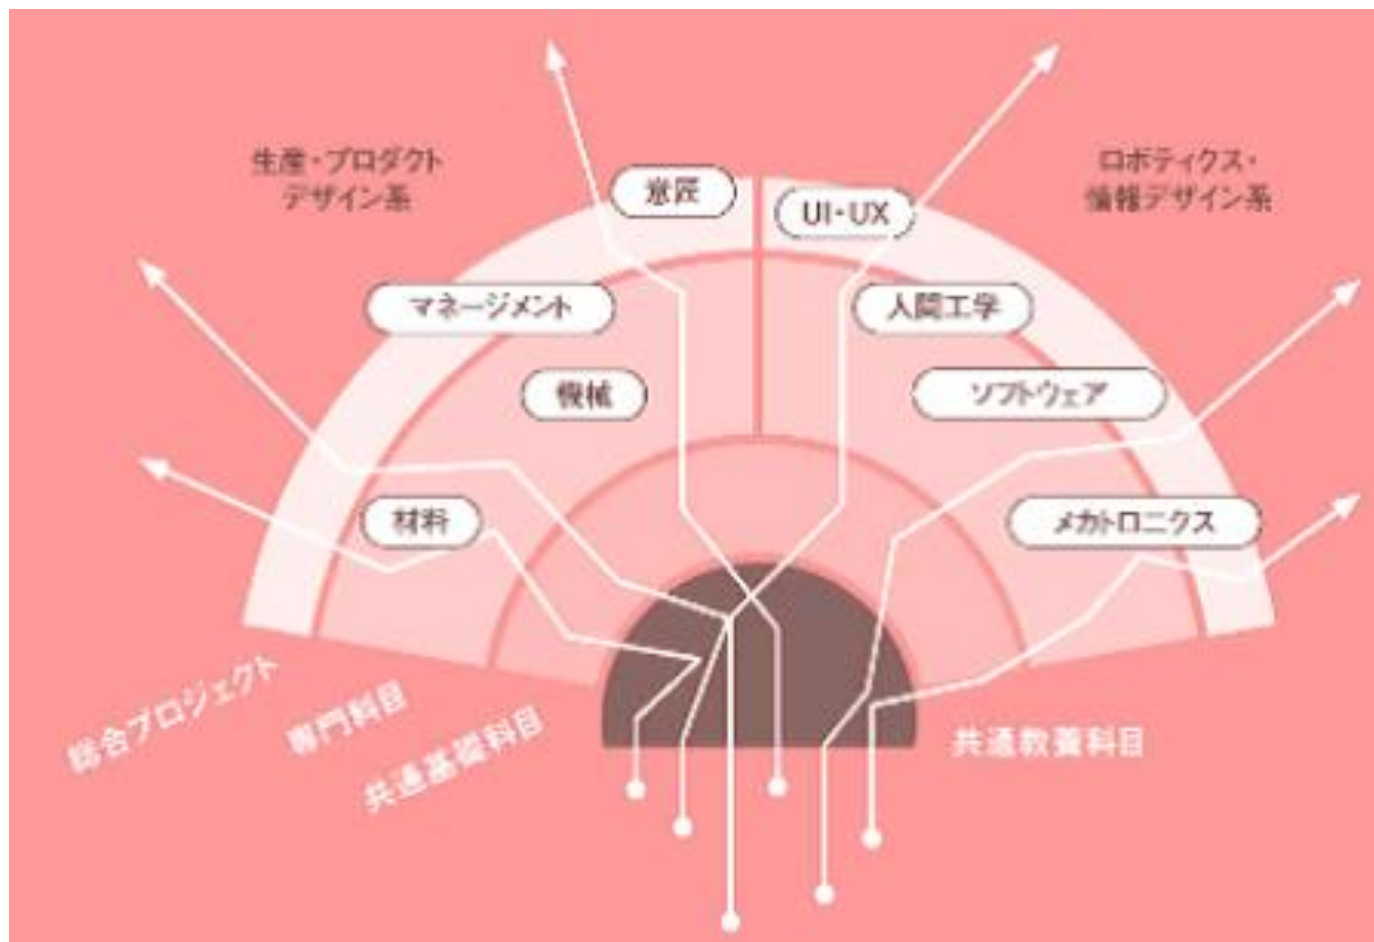 生産・プロダクト
デザイン系
ロボティクス・
情報デザイン系
意匠
UI・UX
マネージメント
人間工学
機械
ソフトウェア
材料
メカトロニクス
総合プロジェクト
専門科目
共通基礎科目
共通教養科目